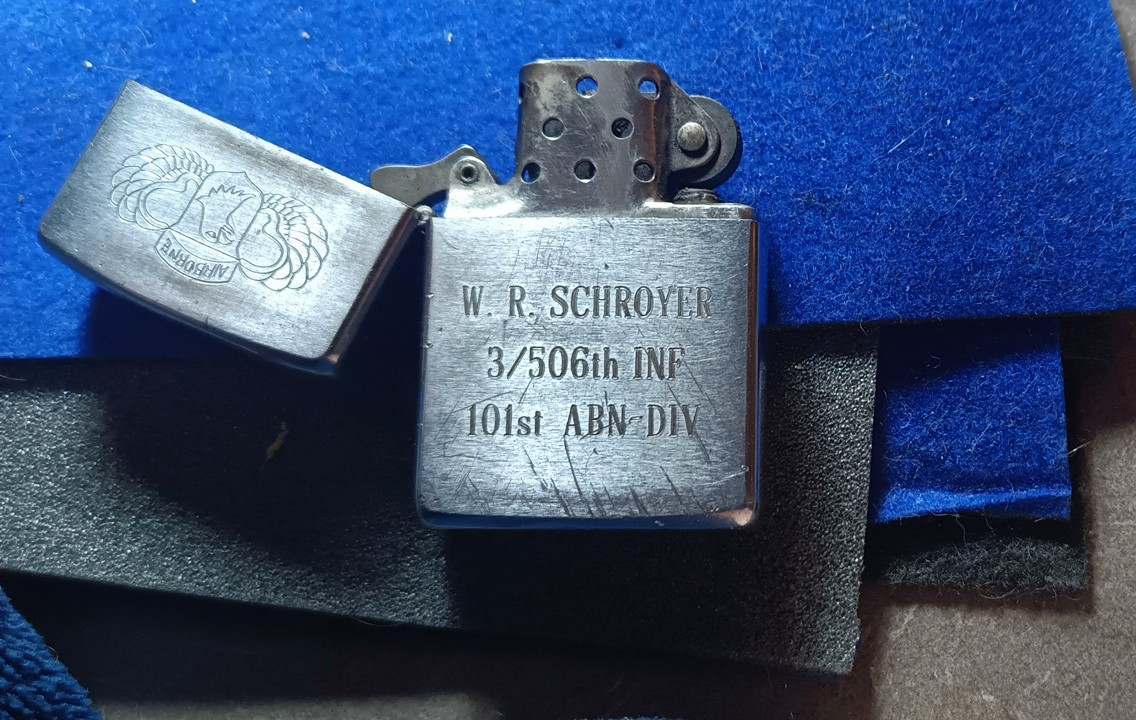 AIRBORNE
W. R. SCHROYER
3/506th INF
101st ABN DIV